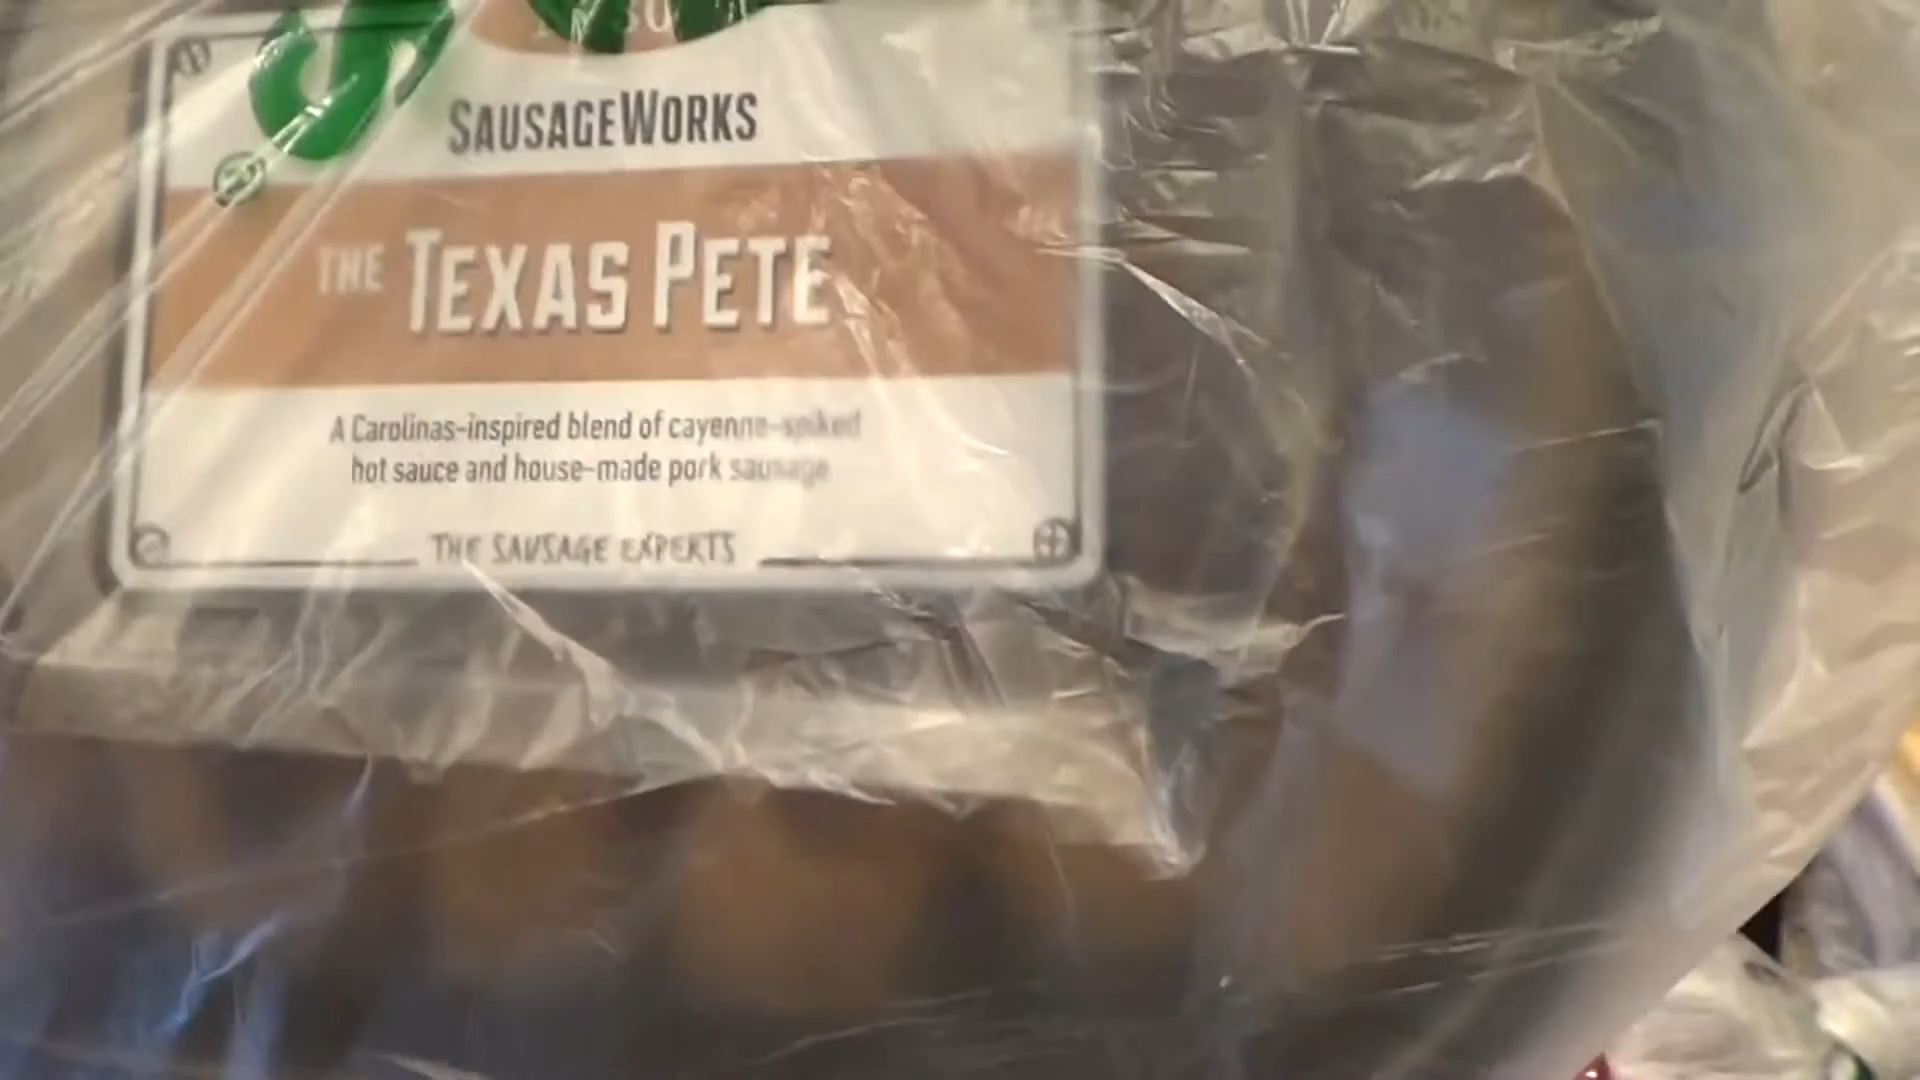 SAUSAGEWORKS
THE TEXAS PETE
A Carolinas-inspired blend of cayenne-spiked
hot sauce and house-made pork sausage
THE SAUSAGE EXPERTS